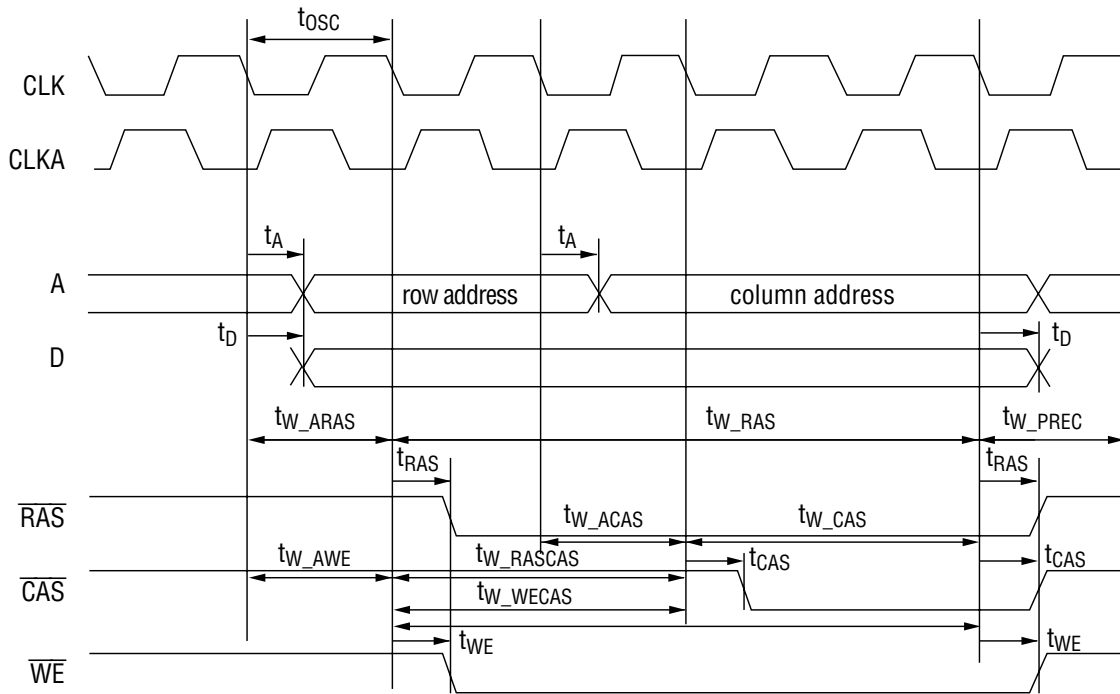 tOSC
CLK
CLKA
tA tA
A row address column address
tD tD
D
tW_ARAS tW_RAS tW_PREC
tRAS tRAS
RAS
tW_ACAS tW_CAS
tW_AWE tW_RASCAS tCAS tCAS
CAS
tW_WECAS
tWE tWE
WE